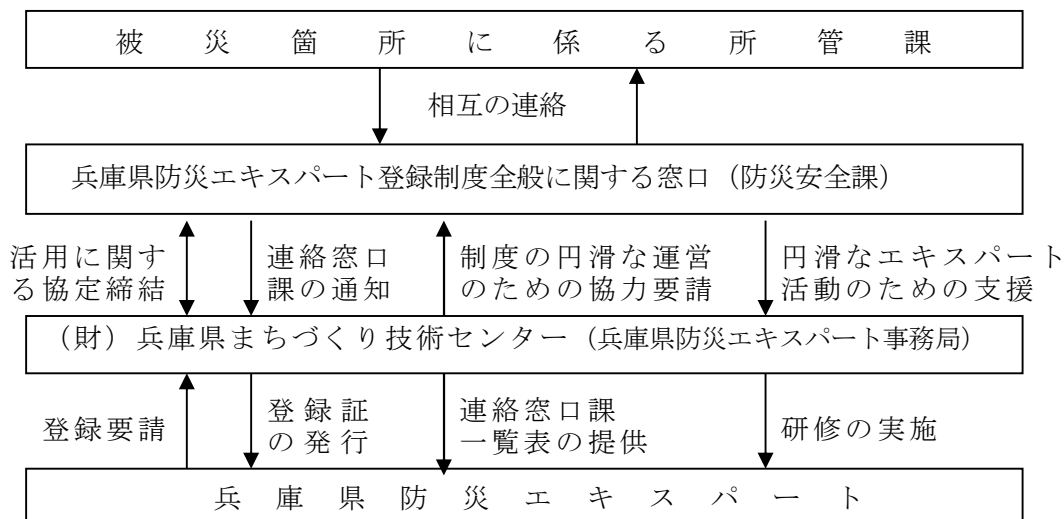 被災箇所に係る所管課
相互の連絡
兵庫県防災エキスパート登録制度全般に関する窓口（防災安全課）
活用に関す
る協定締結
連絡窓口
課の通知
制度の円滑な運営
のための協力要請
円滑なエキスパート
活動のための支援
（財）兵庫県まちづくり技術センター（兵庫県防災エキスパート事務局）
登録要請
登録証
の発行
連絡窓口課
一覧表の提供
研修の実施
兵庫県防災エキスパート